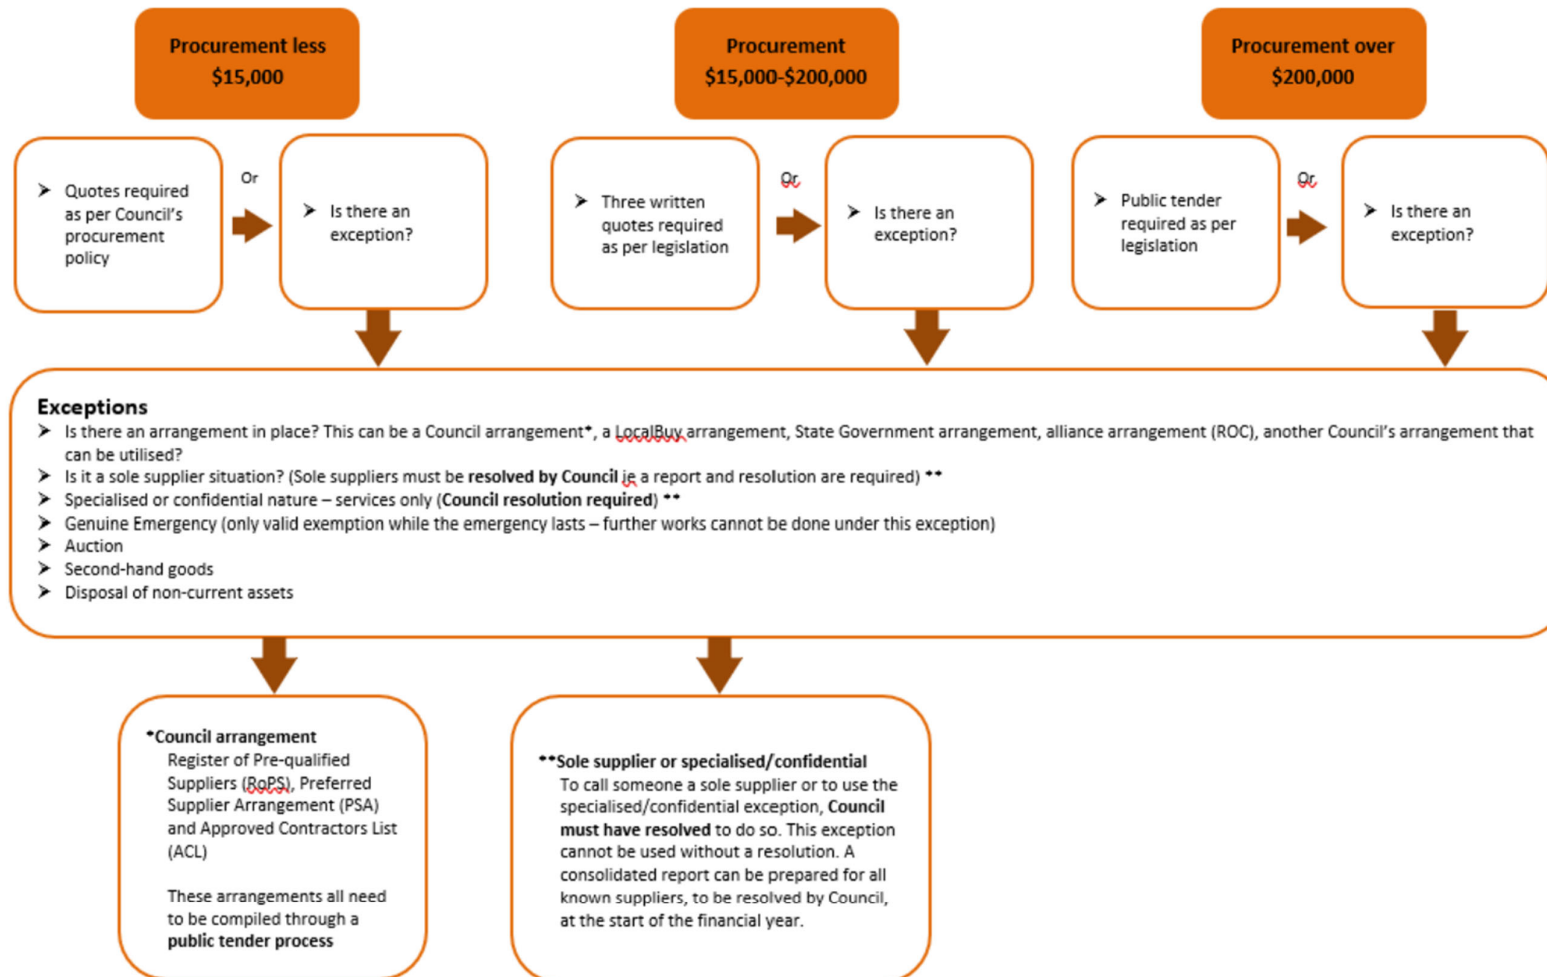 Procurement less
$15,000
Procurement
$15,000-$200,000
Procurement over
$200,000
➤ Quotes required
as per Council's
procurement
policy
Or
➤ Is there an
exception?
➤ Three written
quotes required
as per legislation
Or
➤ Is there an
exception?
➤ Public tender
required as per
legislation
Or
➤ Is there an
exception?
Exceptions
➤ Is there an arrangement in place? This can be a Council arrangement*, a LocalBuy arrangement, State Government arrangement, alliance arrangement (ROC), another Council's arrangement that
can be utilised?
➤ Is it a sole supplier situation? (Sole suppliers must be resolved by Council ie a report and resolution are required) **
➤ Specialised or confidential nature – services only (Council resolution required) **
➤ Genuine Emergency (only valid exemption while the emergency lasts – further works cannot be done under this exception)
➤ Auction
➤ Second-hand goods
➤ Disposal of non-current assets
*Council arrangement
Register of Pre-qualified
Suppliers (RoPS), Preferred
Supplier Arrangement (PSA)
and Approved Contractors List
(ACL)
These arrangements all need
to be compiled through a
public tender process
**Sole supplier or specialised/confidential
To call someone a sole supplier or to use the
specialised/confidential exception, Council
must have resolved to do so. This exception
cannot be used without a resolution. A
consolidated report can be prepared for all
known suppliers, to be resolved by Council,
at the start of the financial year.